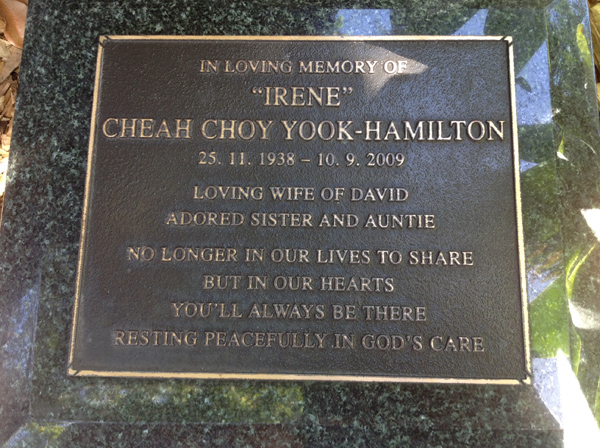 IN LOVING MEMORY OF
“IRENE”
CHEAH CHOY YOOK-HAMILTON
25. 11. 1938 – 10. 9. 2009
LOVING WIFE OF DAVID
ADORED SISTER AND AUNTIE
NO LONGER IN OUR LIVES TO SHARE
BUT IN OUR HEARTS
YOU'LL ALWAYS BE THERE
RESTING PEACEFULLY IN GOD'S CARE